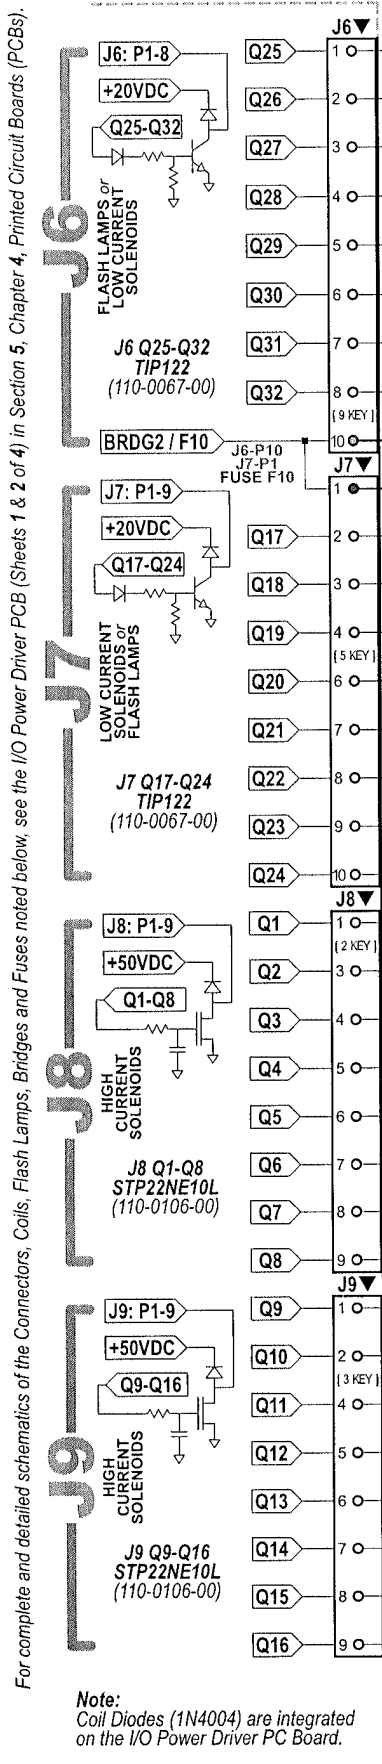 For complete and detailed schematics of the Connectors, Coils, Flash Lamps, Bridges and Fuses noted below, see the I/O Power Driver PCB (Sheets 1 & 2 of 4) in Section 5, Chapter 4, Printed Circuit Boards (PCBs).
J6
J6: P1-8
+20VDC
Q25-Q32
FLASH LAMPS or
LOW CURRENT
SOLENOIDS
J6 Q25-Q32
TIP122
(110-0067-00)
BRDG2 / F10
J6-P10
J7-P1
FUSE F10
J6▼
Q25 1
Q26 2
Q27 3
Q28 4
Q29 5
Q30 6
Q31 7
Q32 8
[ 9 KEY ]
10
J7
J7: P1-9
+20VDC
Q17-Q24
LOW CURRENT
SOLENOIDS or
FLASH LAMPS
J7 Q17-Q24
TIP122
(110-0067-00)
J7▼
1
Q17 2
Q18 3
Q19 4
[ 5 KEY ]
Q20 6
Q21 7
Q22 8
Q23 9
Q24 10
J8
J8: P1-9
+50VDC
Q1-Q8
HIGH
CURRENT
SOLENOIDS
J8 Q1-Q8
STP22NE10L
(110-0106-00)
J8▼
Q1 1
[ 2 KEY ]
Q2 3
Q3 4
Q4 5
Q5 6
Q6 7
Q7 8
Q8 9
J9
J9: P1-9
+50VDC
Q9-Q16
HIGH
CURRENT
SOLENOIDS
J9 Q9-Q16
STP22NE10L
(110-0106-00)
J9▼
Q9 1
Q10 2
[ 3 KEY ]
Q11 4
Q12 5
Q13 6
Q14 7
Q15 8
Q16 9
Note:
Coil Diodes (1N4004) are integrated
on the I/O Power Driver PC Board.